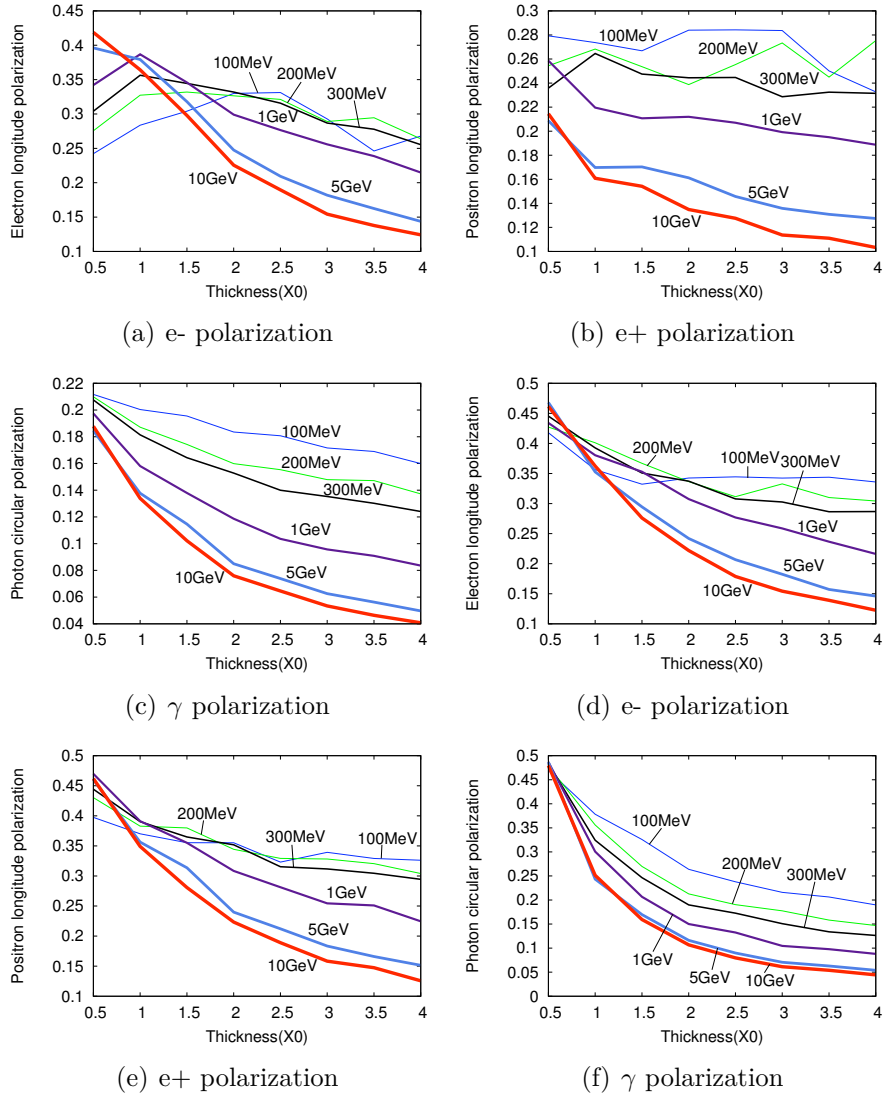 Electron longitude polarization
0.45
0.4
0.35
0.3
0.25
0.2
0.15
0.1
100MeV
200MeV
300MeV
1GeV
5GeV
10GeV
0.5 1 1.5 2 2.5 3 3.5 4
Thickness(X0)
(a) e- polarization
Positron longitude polarization
0.3
0.28
0.26
0.24
0.22
0.2
0.18
0.16
0.14
0.12
0.1
100MeV
200MeV
300MeV
1GeV
5GeV
10GeV
0.5 1 1.5 2 2.5 3 3.5 4
Thickness(X0)
(b) e+ polarization
Photon circular polarization
0.22
0.2
0.18
0.16
0.14
0.12
0.1
0.08
0.06
0.04
100MeV
200MeV
300MeV
1GeV
5GeV
10GeV
0.5 1 1.5 2 2.5 3 3.5 4
Thickness(X0)
(c) γ polarization
Electron longitude polarization
0.5
0.45
0.4
0.35
0.3
0.25
0.2
0.15
0.1
200MeV
100MeV
300MeV
1GeV
5GeV
10GeV
0.5 1 1.5 2 2.5 3 3.5 4
Thickness(X0)
(d) e- polarization
Positron longitude polarization
0.5
0.45
0.4
0.35
0.3
0.25
0.2
0.15
0.1
200MeV
300MeV
100MeV
1GeV
5GeV
10GeV
0.5 1 1.5 2 2.5 3 3.5 4
Thickness(X0)
(e) e+ polarization
Photon circular polarization
0.5
0.45
0.4
0.35
0.3
0.25
0.2
0.15
0.1
0.05
0
100MeV
200MeV
300MeV
1GeV
5GeV
10GeV
0.5 1 1.5 2 2.5 3 3.5 4
Thickness(X0)
(f) γ polarization